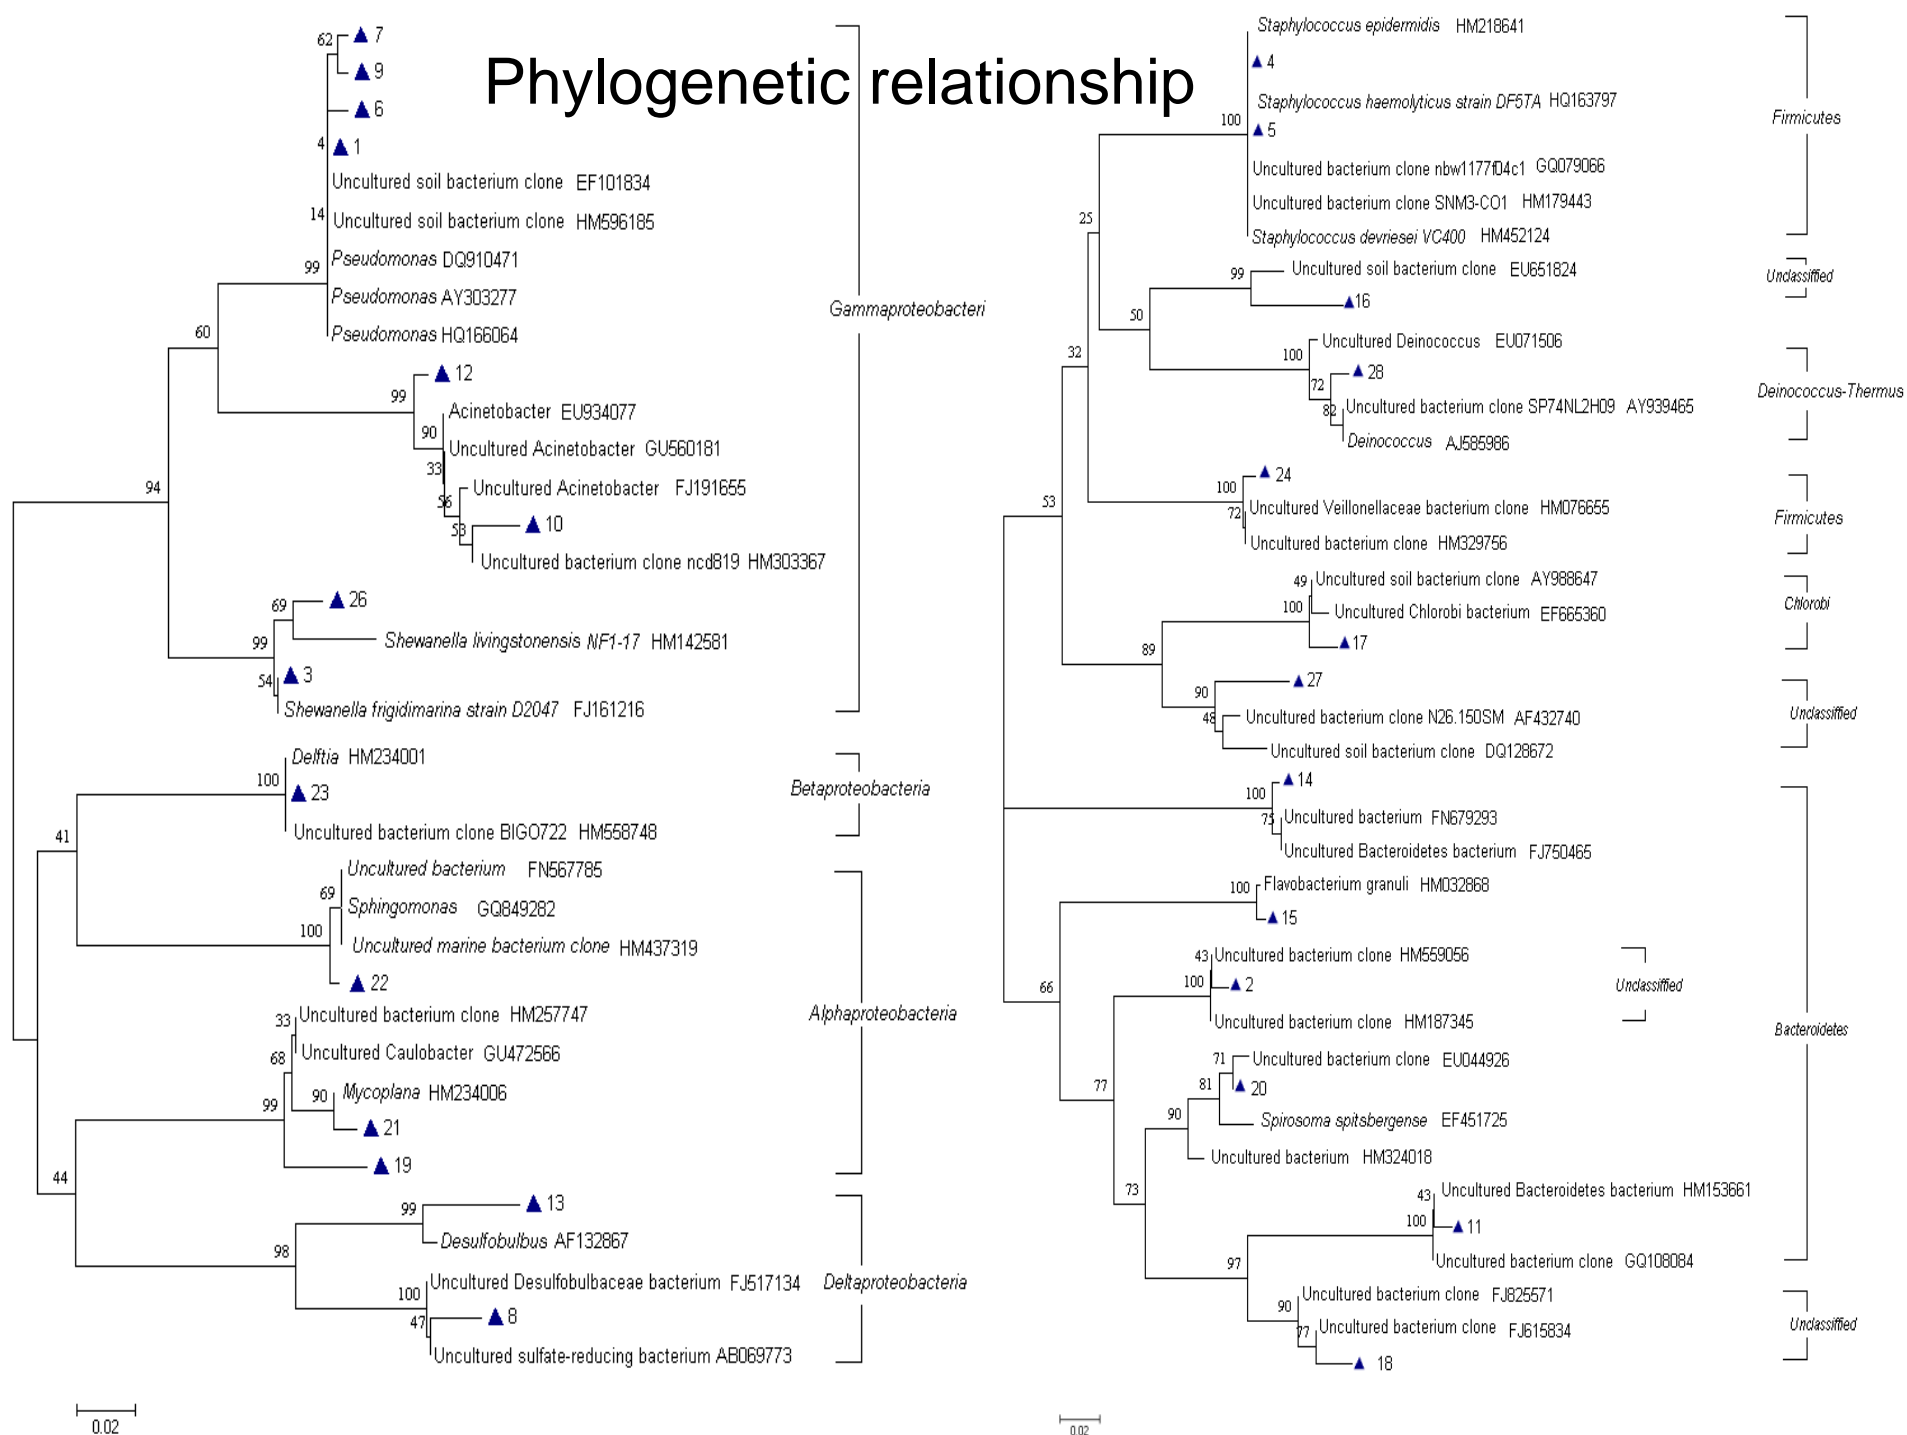 Phylogenetic relationship
62
7
9
6
4
1
Uncultured soil bacterium clone EF101834
14
Uncultured soil bacterium clone HM596185
Pseudomonas DQ910471
99
Pseudomonas AY303277
Pseudomonas HQ166064
60
12
99
Acinetobacter EU934077
90
Uncultured Acinetobacter GU560181
33
Uncultured Acinetobacter FJ191655
56
53
10
Uncultured bacterium clone ncd819 HM303367
94
26
69
Shewanella livingstonensis NF1-17 HM142581
99
3
54
Shewanella frigidimarina strain D2047 FJ161216
Gammaproteobacteri
Delftia HM234001
100
23
Uncultured bacterium clone BIGO722 HM558748
Betaproteobacteria
41
Uncultured bacterium FN567785
69
Sphingomonas GQ849282
100
Uncultured marine bacterium clone HM437319
22
Uncultured bacterium clone HM257747
33
Uncultured Caulobacter GU472566
68
Mycoplana HM234006
90
99
21
19
Alphaproteobacteria
44
13
99
Desulfobulbus AF132867
98
Uncultured Desulfobulbaceae bacterium FJ517134
100
8
47
Uncultured sulfate-reducing bacterium AB069773
Deltaproteobacteria
0.02
Staphylococcus epidermidis HM218641
4
Staphylococcus haemolyticus strain DF5TA HQ163797
100
5
Uncultured bacterium clone nbw1177f04c1 GQ079066
Uncultured bacterium clone SNM3-CO1 HM179443
Staphylococcus devriesei VC400 HM452124
Firmicutes
25
Uncultured soil bacterium clone EU651824
99
16
Unclassiffied
50
Uncultured Deinococcus EU071506
100
28
72
Uncultured bacterium clone SP74NL2H09 AY939465
82
Deinococcus AJ585986
Deinococcus-Thermus
32
24
100
Uncultured Veillonellaceae bacterium clone HM076655
72
Uncultured bacterium clone HM329756
Firmicutes
53
49
Uncultured soil bacterium clone AY988647
100
Uncultured Chlorobi bacterium EF665360
17
Chlorobi
89
27
90
Uncultured bacterium clone N26.150SM AF432740
48
Uncultured soil bacterium clone DQ128672
Unclassiffied
14
100
Uncultured bacterium FN679293
75
Uncultured Bacteroidetes bacterium FJ750465
100
Flavobacterium granuli HM032868
15
66
43
Uncultured bacterium clone HM559056
100
2
Uncultured bacterium clone HM187345
Unclassiffied
Bacteroidetes
77
71
Uncultured bacterium clone EU044926
81
20
90
Spirosoma spitsbergense EF451725
Uncultured bacterium HM324018
73
43
Uncultured Bacteroidetes bacterium HM153661
100
11
Uncultured bacterium clone GQ108084
97
Uncultured bacterium clone FJ825571
90
77
Uncultured bacterium clone FJ615834
18
Unclassiffied
0.02